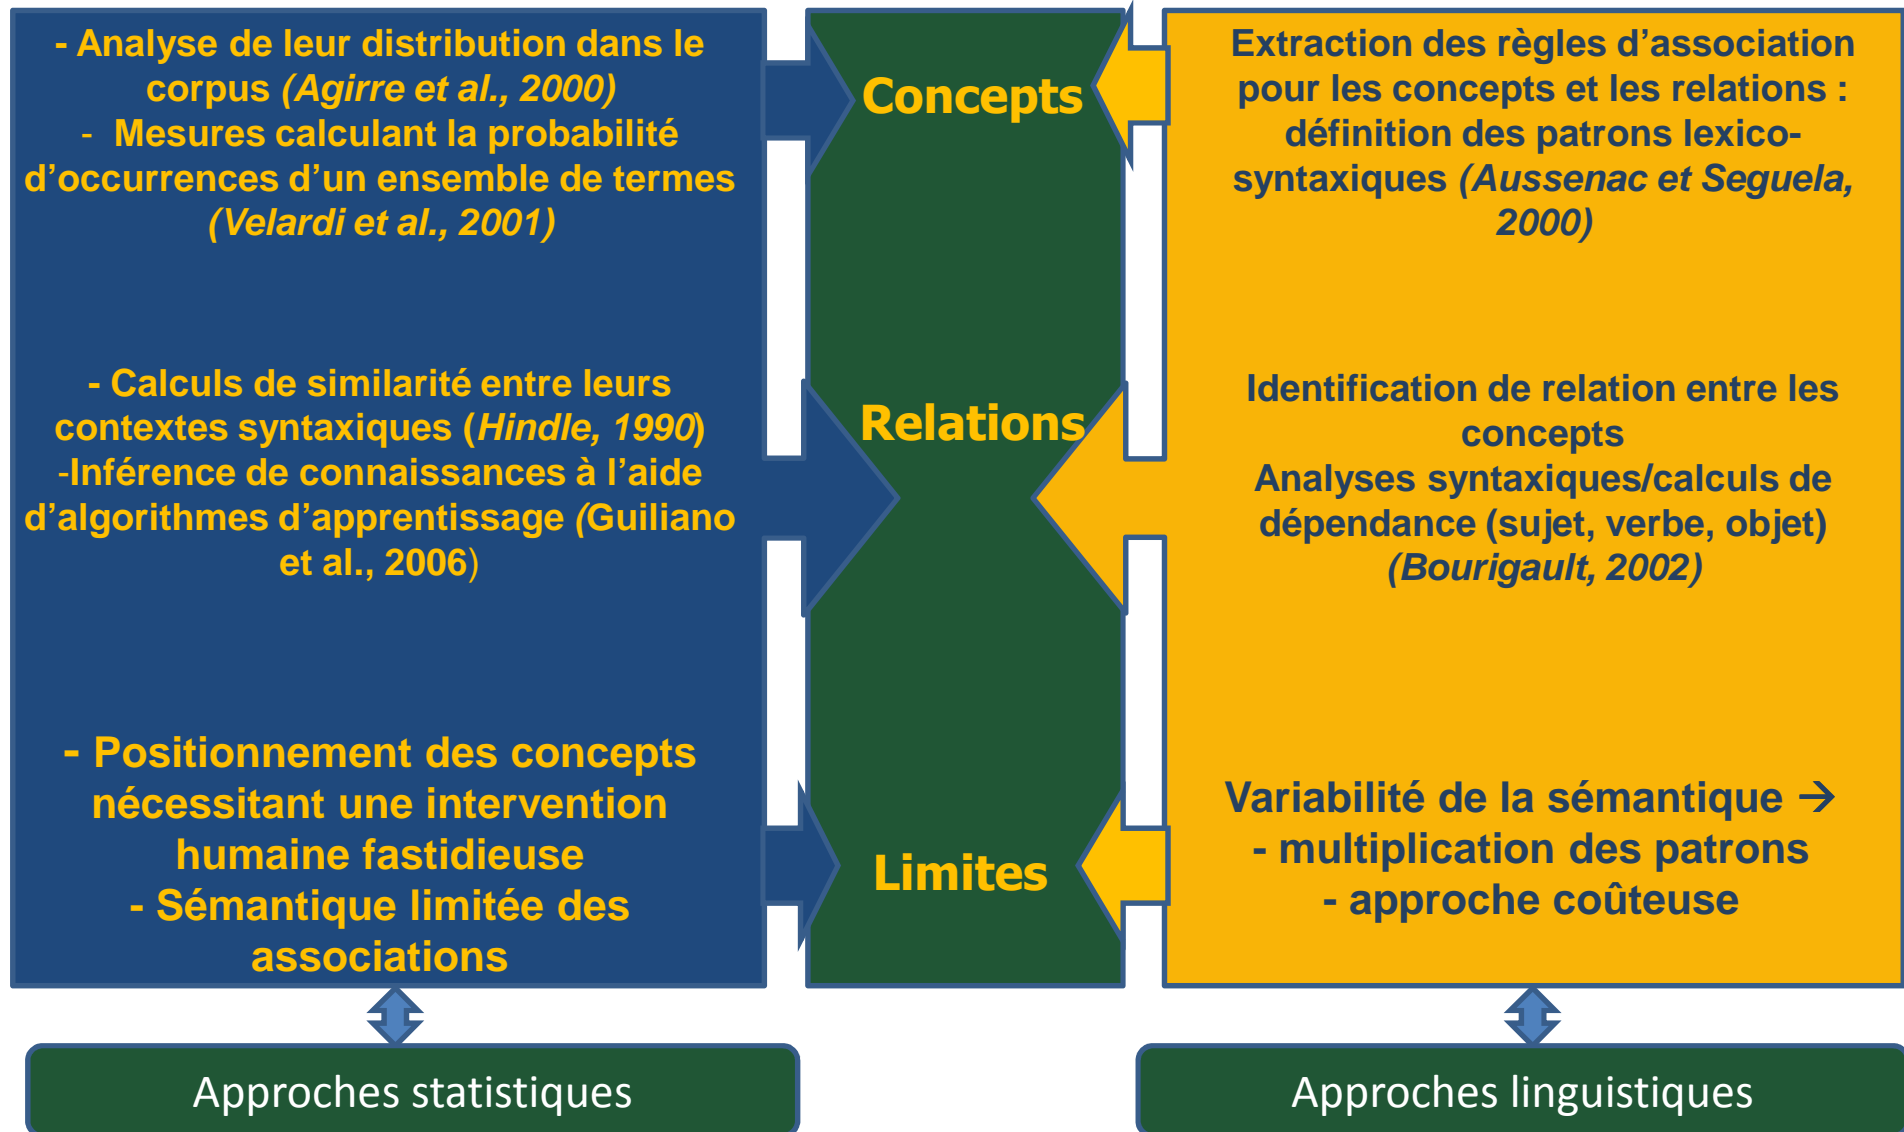 - Analyse de leur distribution dans le
corpus (Agirre et al., 2000)
- Mesures calculant la probabilité
d'occurrences d'un ensemble de termes
(Velardi et al., 2001)
- Calculs de similarité entre leurs
contextes syntaxiques (Hindle, 1990)
-Inférence de connaissances à l'aide
d'algorithmes d'apprentissage (Guiliano
et al., 2006)
- Positionnement des concepts
nécessitant une intervention
humaine fastidieuse
- Sémantique limitée des
associations
Concepts
Relations
Limites
Extraction des règles d'association
pour les concepts et les relations :
définition des patrons lexico-
syntaxiques (Aussenac et Seguela,
2000)
Identification de relation entre les
concepts
Analyses syntaxiques/calculs de
dépendance (sujet, verbe, objet)
(Bourigault, 2002)
Variabilité de la sémantique →
- multiplication des patrons
- approche coûteuse
Approches statistiques
Approches linguistiques